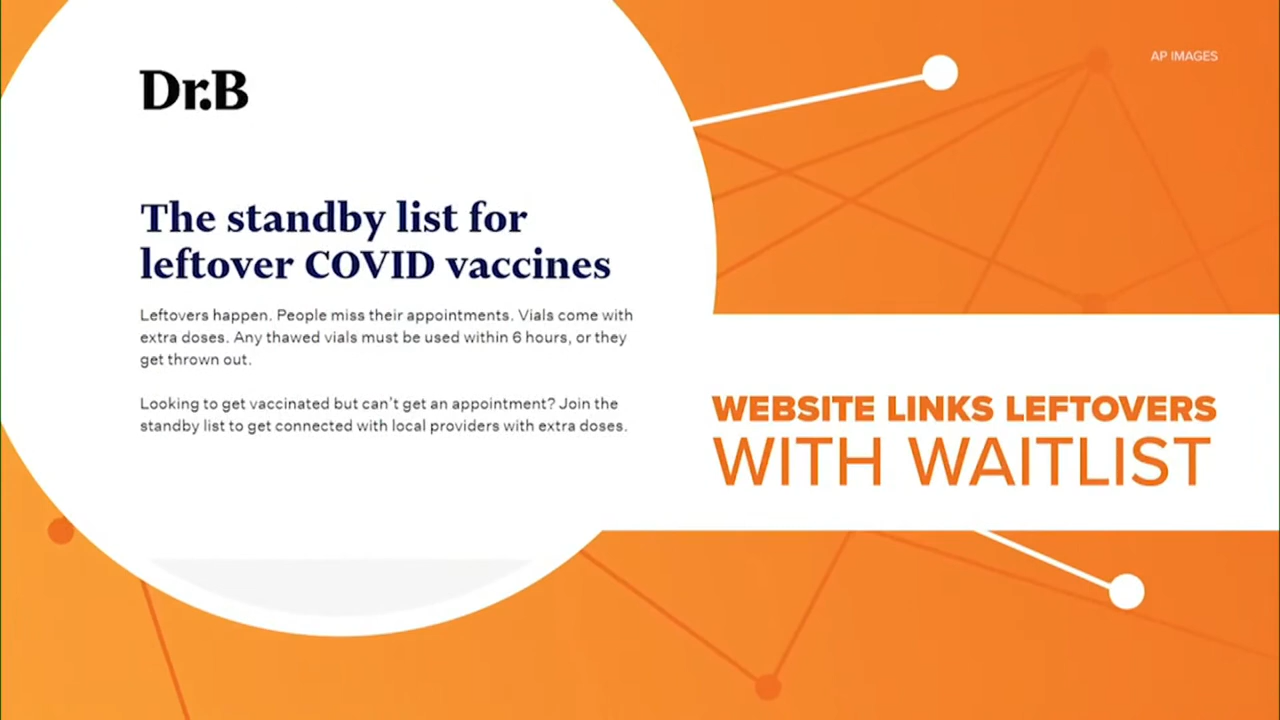 Dr.B
The standby list for
leftover COVID vaccines
Leftovers happen. People miss their appointments. Vials come with
extra doses. Any thawed vials must be used within 6 hours, or they
get thrown out.
Looking to get vaccinated but can't get an appointment? Join the
standby list to get connected with local providers with extra doses.
AP IMAGES
WEBSITE LINKS LEFTOVERS
WITH WAITLIST